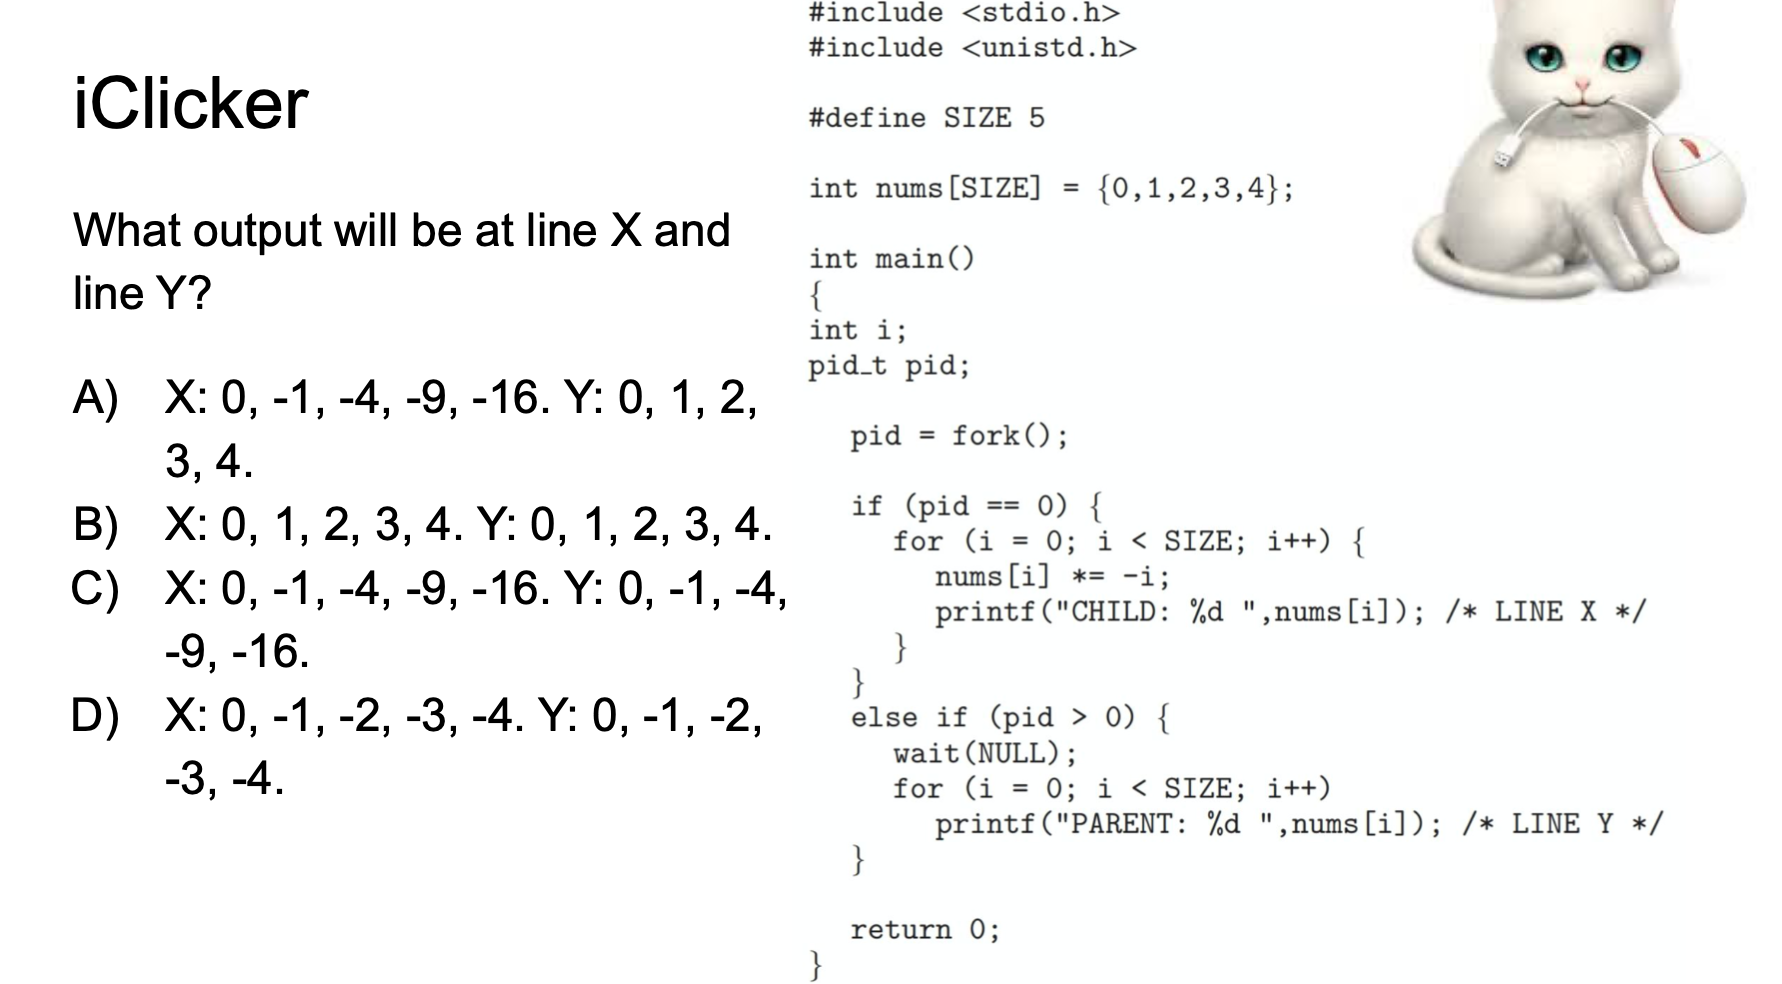 iClicker
What output will be at line X and
line Y?
A) X: 0, -1, -4, -9, -16. Y: 0, 1, 2,
3, 4.
B) X: 0, 1, 2, 3, 4. Y: 0, 1, 2, 3, 4.
C) X: 0, -1, -4, -9, -16. Y: 0, -1, -4,
-9, -16.
D) X: 0, -1, -2, -3, -4. Y: 0, -1, -2,
-3, -4.
#include <stdio.h>
#include <unistd.h>
#define SIZE 5
int nums[SIZE] = {0,1,2,3,4};
int main()
{
int i;
pid_t pid;
pid = fork();
if (pid == 0) {
for (i = 0; i < SIZE; i++) {
nums[i] *= -i;
printf("CHILD: %d ",nums[i]); /* LINE X */
}
}
else if (pid > 0) {
wait(NULL);
for (i = 0; i < SIZE; i++)
printf("PARENT: %d ",nums[i]); /* LINE Y */
}
return 0;
}